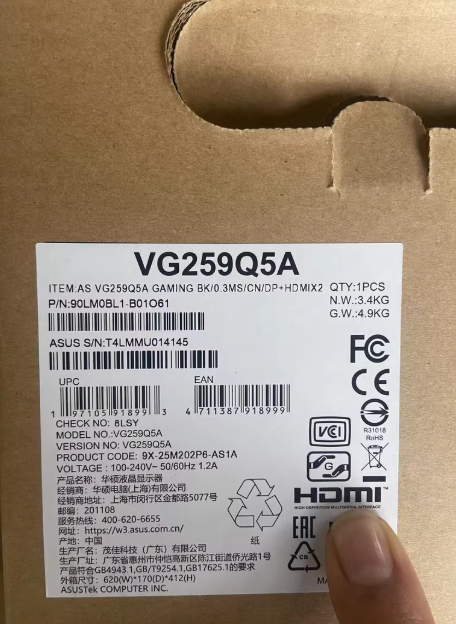 VG259Q5A
ITEM:AS VG259Q5A GAMING BK/0.3MS/CN/DP+HDMIX2 QTY:1PCS
P/N:90LM0BL1-B01O61
N.W.:3.4KG
G.W.:4.9KG
ASUS S/N:T4LMMU014145
FC
CE
UPC
EAN
1 97105 91899 3
4 711387 918999
R31018
RoHS
CHECK NO: 8LSY
MODEL NO.:VG259Q5A
VERSION NO: VG259Q5A
PRODUCT CODE: 9X-25M202P6-AS1A
VOLTAGE : 100-240V~ 50/60Hz 1.2A
VCI
G
产品名称: 华硕液晶显示器
经销商: 华硕电脑(上海)有限公司
经销商地址: 上海市闵行区金都路5077号
邮编: 201108
服务热线: 400-620-6655
网址: https://w3.asus.com.cn/
产地: 中国
生产厂名: 茂佳科技（广东）有限公司
生产厂址: 广东省惠州市仲恺高新区陈江街道侨光路1号
产品符合GB4943.1,GB/T9254.1,GB17625.1的要求
外箱尺寸: 620(W)*170(D)*412(H)
ASUSTek COMPUTER INC.
纸
HDMI
HIGH-DEFINITION MULTIMEDIA INTERFACE
EAC
CA